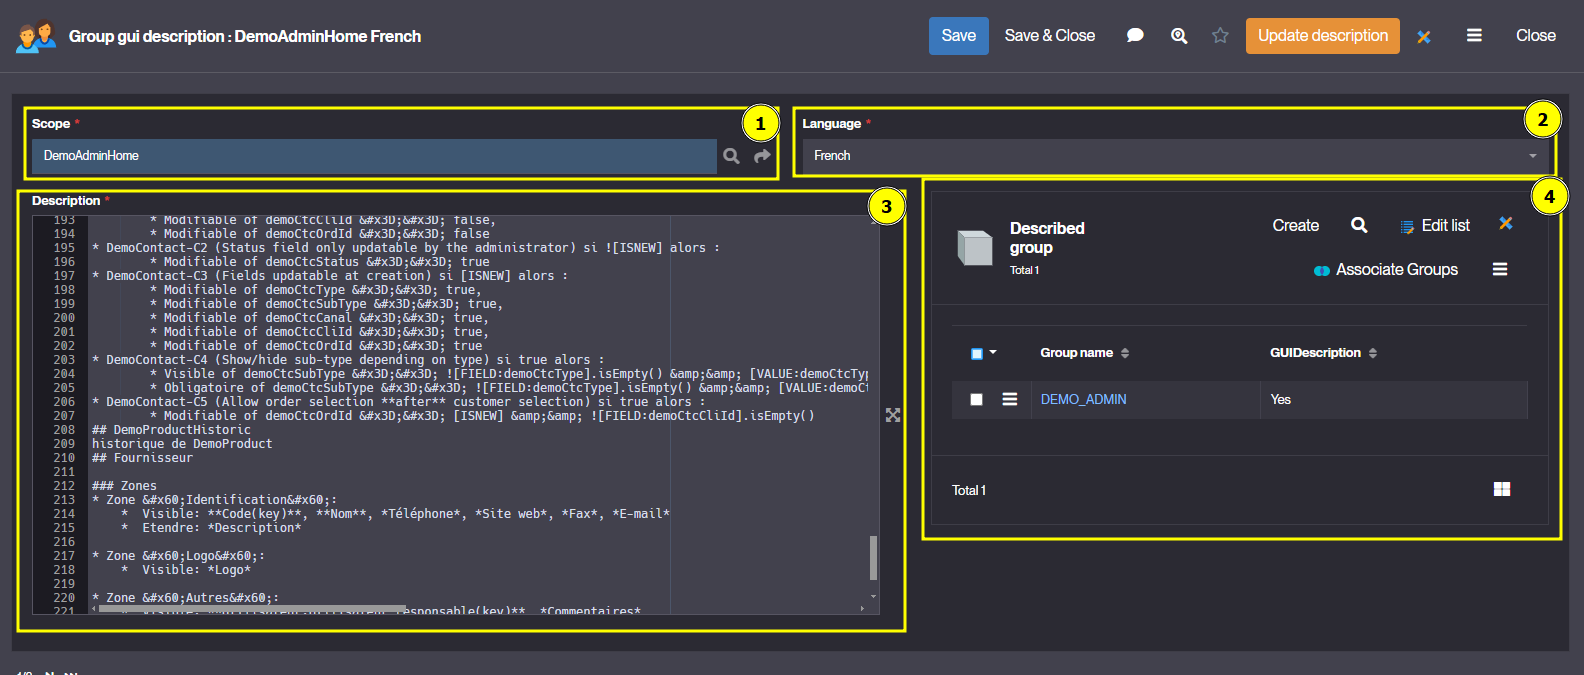 Group gui description : DemoAdminHome French
Save
Save & Close
Update description
Close
Scope *
1
DemoAdminHome
Language *
2
French
Description *
3
193 * Modifiable of demoCtcCliId &#x3D;&#x3D; false,
194 * Modifiable of demoCtcOrdId &#x3D;&#x3D; false
195 * DemoContact-C2 (Status field only updatable by the administrator) si ![ISNEW] alors :
196 * Modifiable of demoCtcStatus &#x3D;&#x3D; true
197 * DemoContact-C3 (Fields updatable at creation) si [ISNEW] alors :
198 * Modifiable of demoCtcType &#x3D;&#x3D; true,
199 * Modifiable of demoCtcSubType &#x3D;&#x3D; true,
200 * Modifiable of demoCtcCanal &#x3D;&#x3D; true,
201 * Modifiable of demoCtcCliId &#x3D;&#x3D; true,
202 * Modifiable of demoCtcOrdId &#x3D;&#x3D; true
203 * DemoContact-C4 (Show/hide sub-type depending on type) si true alors :
204 * Visible of demoCtcSubType &#x3D;&#x3D; ![FIELD:demoCtcType].isEmpty() &amp;&amp; [VALUE:demoCtcTyp
205 * Obligatoire of demoCtcSubType &#x3D;&#x3D; ![FIELD:demoCtcType].isEmpty() &amp;&amp; [VALUE:democt
206 * DemoContact-C5 (Allow order selection **after** customer selection) si true alors :
207 * Modifiable of demoCtcOrdId &#x3D;&#x3D; [ISNEW] &amp;&amp; ![FIELD:demoCtcCliId].isEmpty()
208 ## DemoProductHistoric
209 historique de DemoProduct
210 ## Fournisseur
211
212 ### Zones
213 * Zone &#x60;Identification&#x60;:
214 * Visible: **Code(key)**, **Nom**, *Téléphone*, *Site web*, *Fax*, *E-mail*
215 * Etendre: *Description*
216
217 * Zone &#x60;Logo&#x60;:
218 * Visible: *Logo*
219
220 * Zone &#x60;Autres&#x60;:
221 responsable(key)**, *Commentaires*
4
Described group
Total 1
Create
Edit list
Associate Groups
Group name
GUIDescription
DEMO_ADMIN
Yes
Total 1